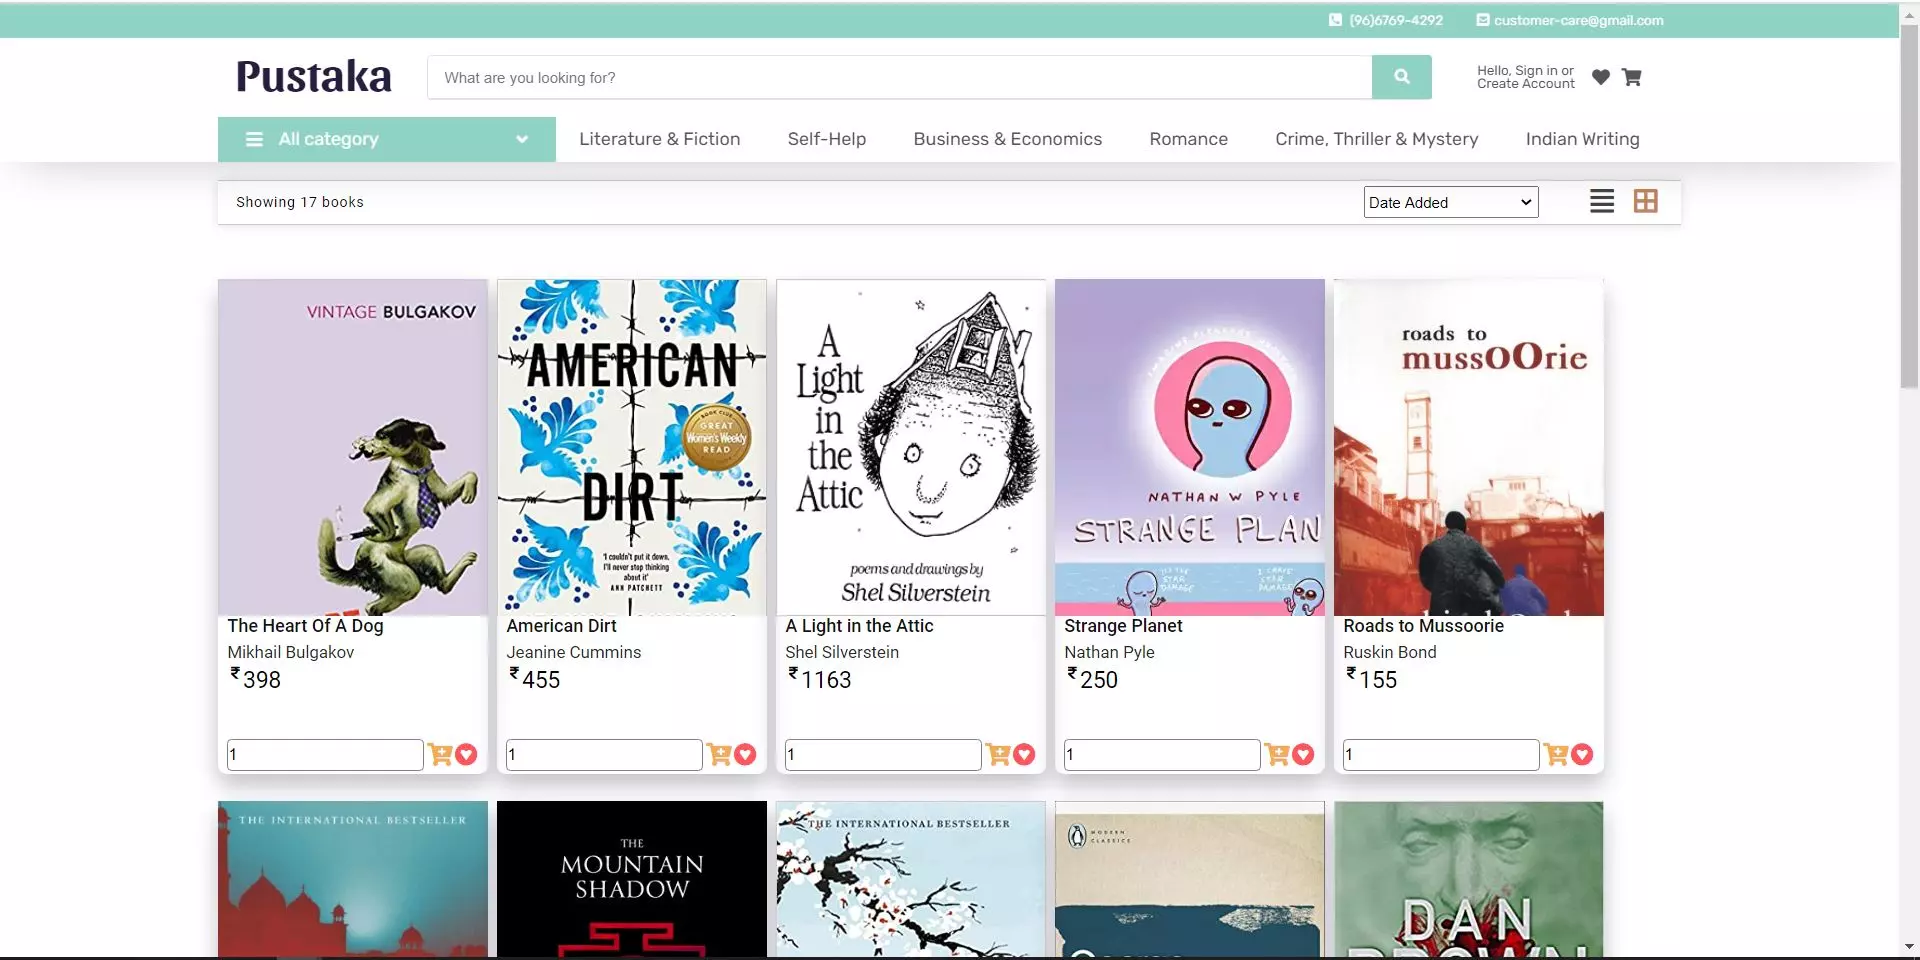 (96)6769-4292 customer-care@gmail.com
Pustaka
What are you looking for?
Hello, Sign in or
Create Account
All category
Literature & Fiction
Self-Help
Business & Economics
Romance
Crime, Thriller & Mystery
Indian Writing
Showing 17 books
Date Added
VINTAGE BULGAKOV
AMERICAN
DIRT
BOOK CLUB
GREAT
Women's Weekly
READ
'I couldn't put it down.
I'll never stop thinking
about it'
ANN PATCHETT
A
Light
in
the
Attic
poems and drawings by
Shel Silverstein
NATHAN W PYLE
STRANGE PLAN
STAR
DAMAGE
I CRAVE
STAR
DAMAGE
roads to
mussOOrie
The Heart Of A Dog
Mikhail Bulgakov
₹398
1
American Dirt
Jeanine Cummins
₹455
1
A Light in the Attic
Shel Silverstein
₹1163
1
Strange Planet
Nathan Pyle
₹250
1
Roads to Mussoorie
Ruskin Bond
₹155
1
THE INTERNATIONAL BESTSELLER
THE
MOUNTAIN
SHADOW
THE INTERNATIONAL BESTSELLER
MODERN
CLASSICS
DAN
BROWN